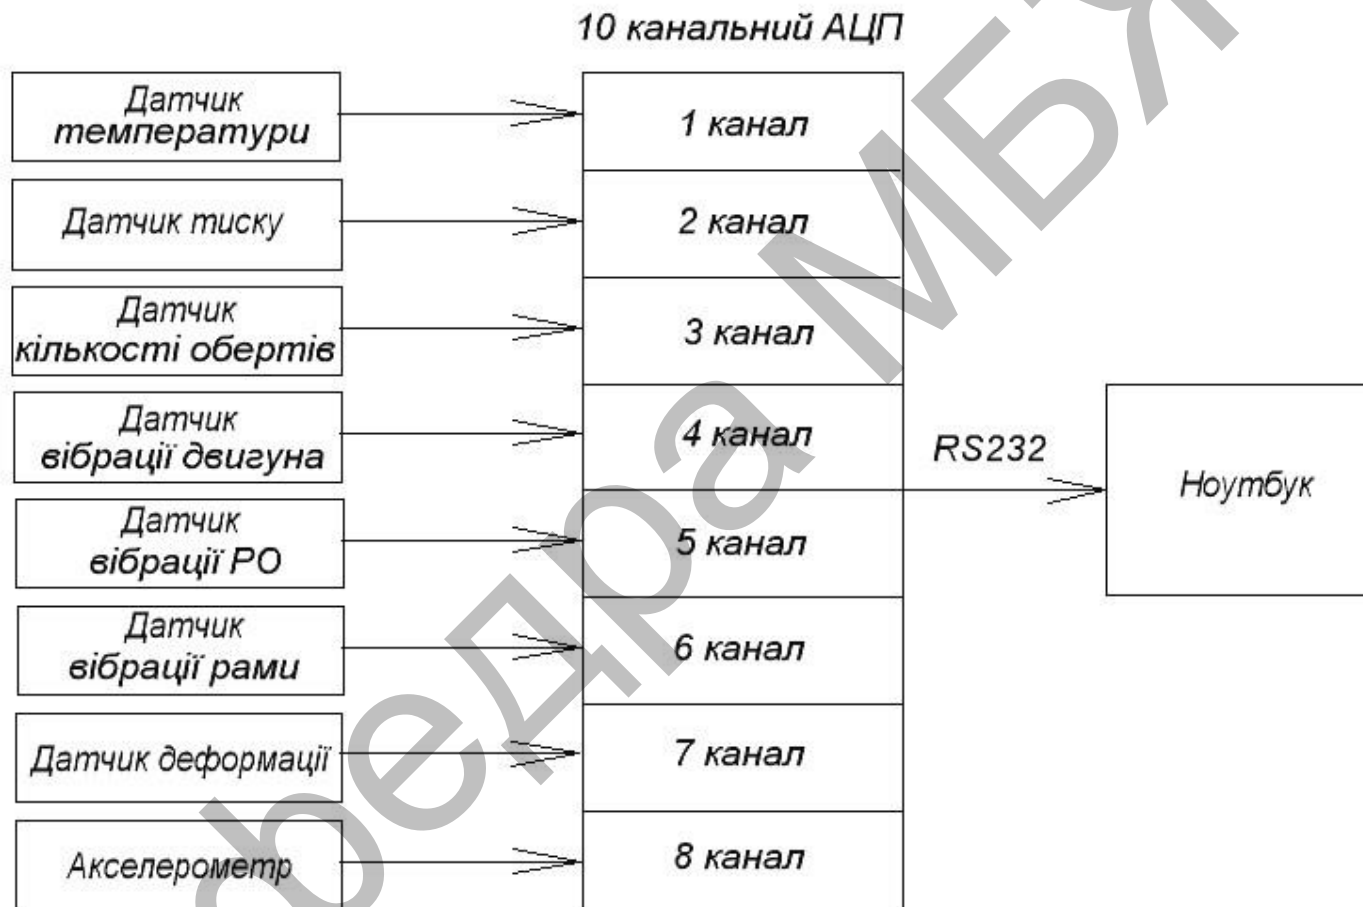 10 канальний АЦП
Датчик
температури
1 канал
Датчик тиску
2 канал
Датчик
кількості обертів
3 канал
Датчик
вібрації двигуна
4 канал
RS232
Ноутбук
Датчик
вібрації РО
5 канал
Датчик
вібрації рами
6 канал
Датчик деформації
7 канал
Акселерометр
8 канал
федра МБЖ